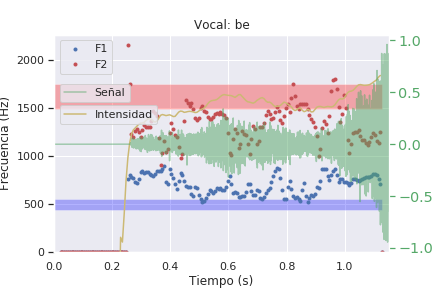 Vocal: be
F1
F2
Señal
Intensidad
2000
1500
1000
500
0
Frecuencia (Hz)
1.0
0.5
0.0
−0.5
−1.0
0.0 0.2 0.4 0.6 0.8 1.0
Tiempo (s)